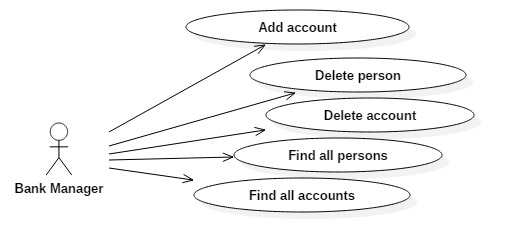 Add account
Delete person
Delete account
Find all persons
Bank Manager
Find all accounts